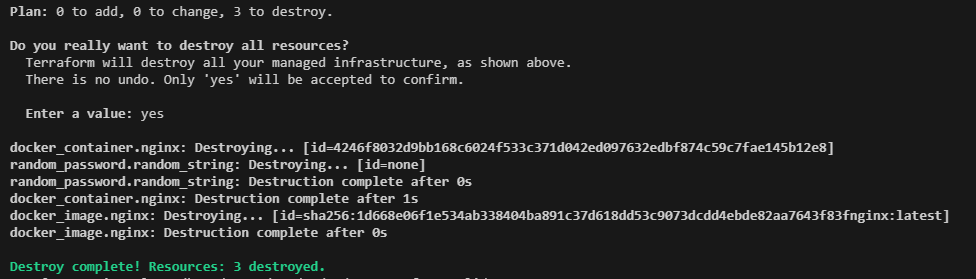 Plan: 0 to add, 0 to change, 3 to destroy.
Do you really want to destroy all resources?
Terraform will destroy all your managed infrastructure, as shown above.
There is no undo. Only 'yes' will be accepted to confirm.
Enter a value: yes
docker_container.nginx: Destroying... [id=4246f8032d9bb168c6024f533c371d042ed097632edbf874c59c7fae145b12e8]
random_password.random_string: Destroying... [id=none]
random_password.random_string: Destruction complete after 0s
docker_container.nginx: Destruction complete after 1s
docker_image.nginx: Destroying... [id=sha256:1d668e06f1e534ab338404ba891c37d618dd53c9073dcdd4ebde82aa7643f83fnginx:latest]
docker_image.nginx: Destruction complete after 0s
Destroy complete! Resources: 3 destroyed.